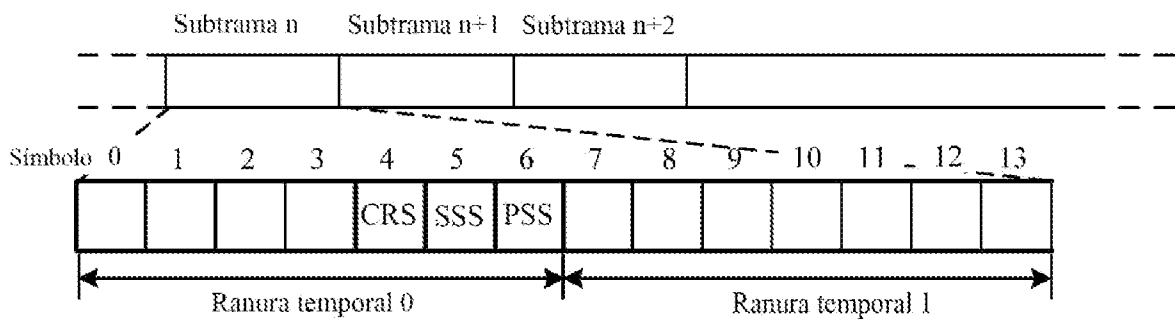 Subtrama n Subtrama n+1 Subtrama n+2
Símbolo 0 1 2 3 4 5 6 7 8 9 10 11 12 13
CRS SSS PSS
Ranura temporal 0 Ranura temporal 1